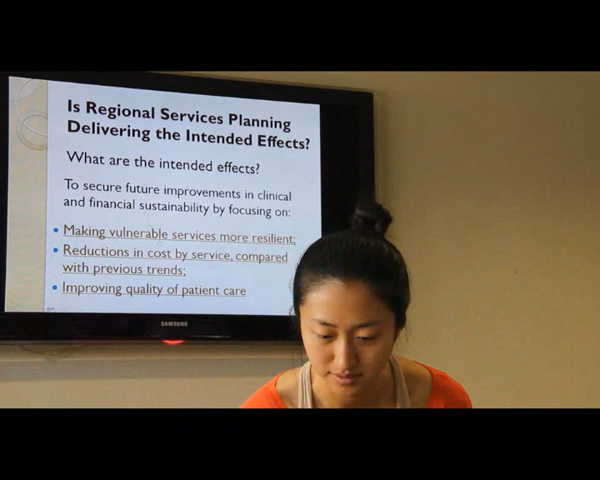 Is Regional Services Planning
Delivering the Intended Effects?
What are the intended effects?
To secure future improvements in clinical
and financial sustainability by focusing on:
• Making vulnerable services more resilient;
• Reductions in cost by service, compared
with previous trends;
• Improving quality of patient care
SAMSUNG